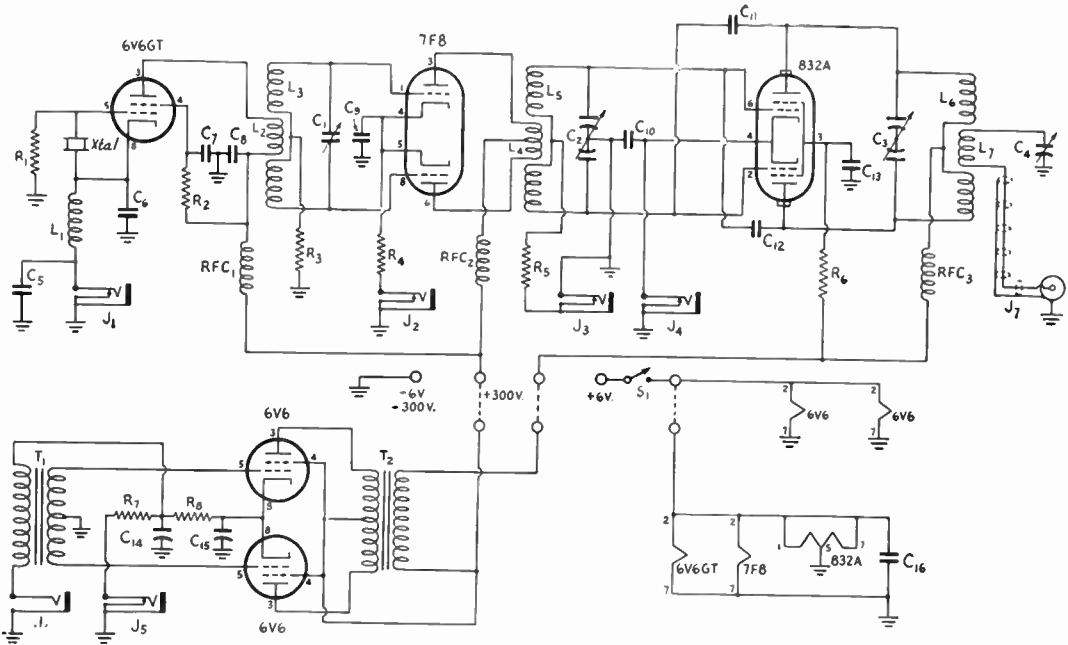 6V6GT
3
5
4
8
R1
Xtal
L1
C5
J1
C6
C7
C8
R2
RFC1
L3
L2
C1
R3
C9
7F8
3
1
4
5
8
6
R4
J2
L5
L4
RFC2
C2
R5
C10
J3
J4
C11
832A
6
4
2
3
C12
C13
R6
C3
L6
L7
C4
RFC3
J7
-6V
-300V.
+300V.
+6V.
S1
2
7
6V6
2
7
6V6
T1
R7
R8
C14
C15
J5
6V6
3
5
4
8
8
5
4
3
6V6
T2
2
7
6V6GT
2
7
7F8
1
5
7
832A
C16